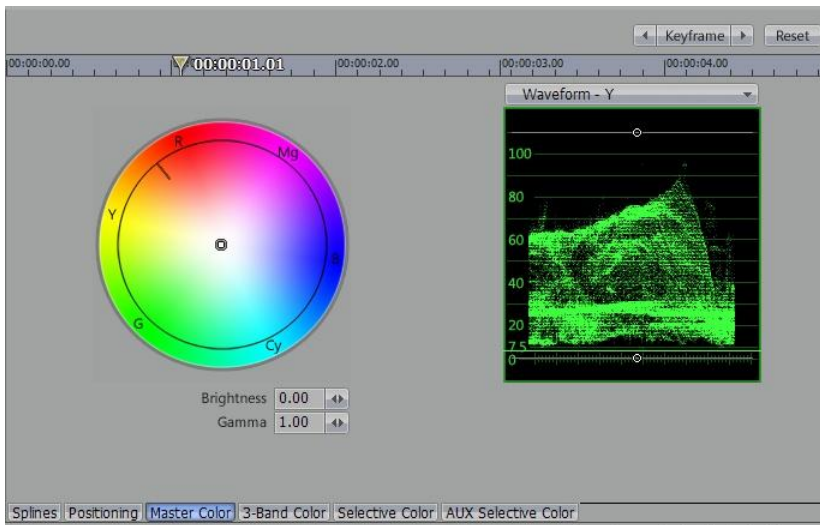 Keyframe Reset
00:00:00.00 00:00:01.01 00:00:02.00 00:00:03.00 00:00:04.00
Waveform - Y
R
Mg
Y
B
G
Cy
100
80
60
40
20
7.5
0
Brightness 0.00
Gamma 1.00
Splines Positioning Master Color 3-Band Color Selective Color AUX Selective Color